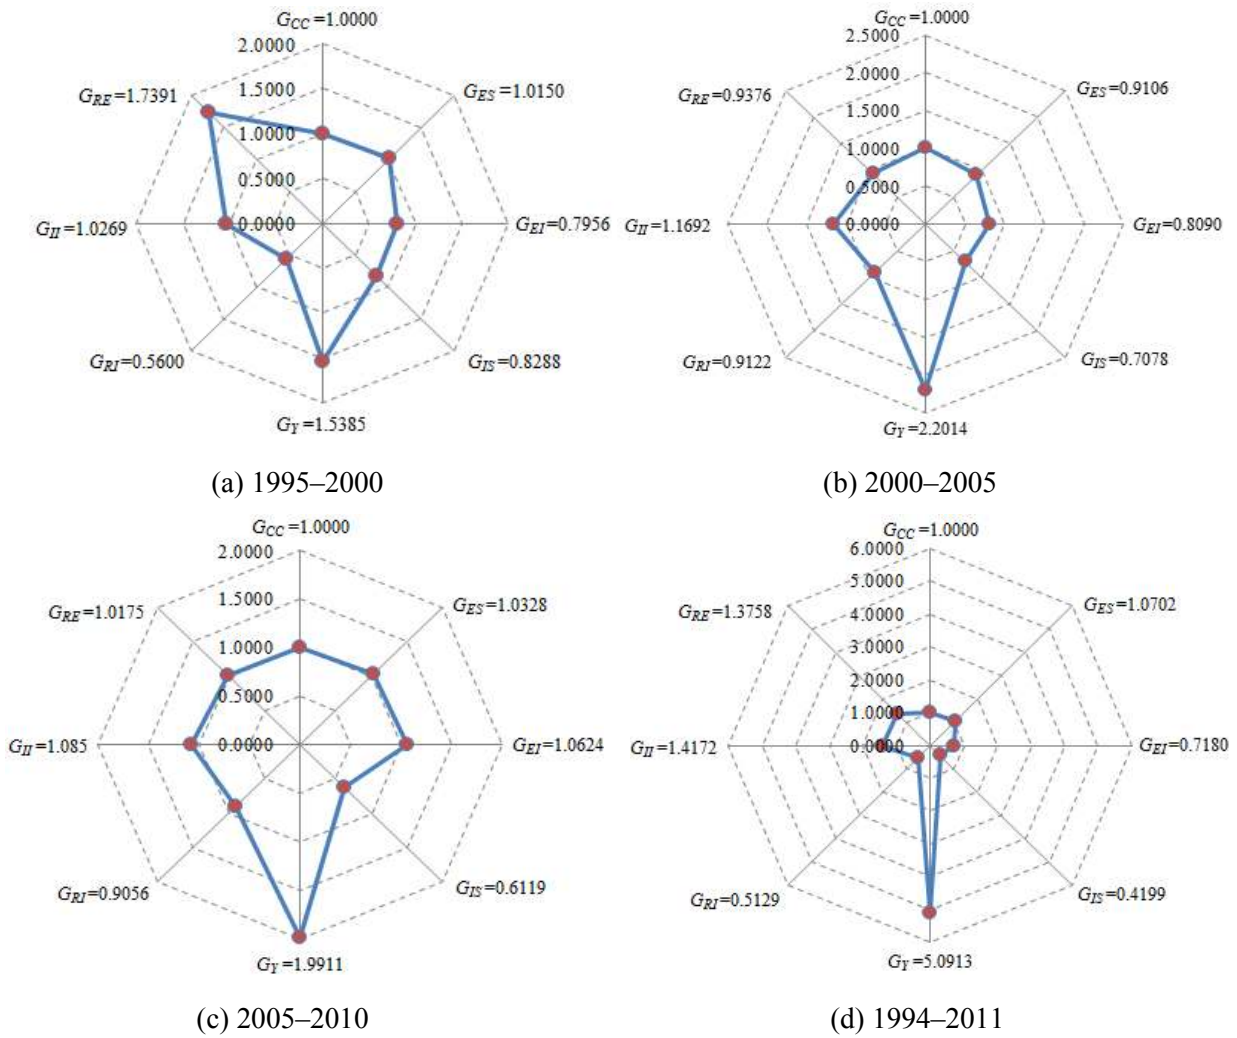 G_CC =1.0000
2.0000
G_RE=1.7391
1.5000
G_ES=1.0150
1.0000
0.5000
G_II=1.0269
0.0000
G_EI=0.7956
G_RI=0.5600
G_IS=0.8288
G_Y=1.5385
(a) 1995–2000
G_CC =1.0000
2.5000
2.0000
G_RE=0.9376
G_ES=0.9106
1.5000
1.0000
0.5000
G_II=1.1692
0.0000
G_EI=0.8090
G_RI=0.9122
G_IS=0.7078
G_Y=2.2014
(b) 2000–2005
G_CC =1.0000
2.0000
1.5000
G_RE=1.0175
G_ES=1.0328
1.0000
0.5000
G_II=1.085
0.0000
G_EI=1.0624
G_RI=0.9056
G_IS=0.6119
G_Y=1.9911
(c) 2005–2010
G_CC=1.0000
6.0000
5.0000
4.0000
G_RE=1.3758
G_ES=1.0702
3.0000
2.0000
1.0000
G_II=1.4172
0.0000
G_EI=0.7180
G_RI=0.5129
G_IS=0.4199
G_Y=5.0913
(d) 1994–2011